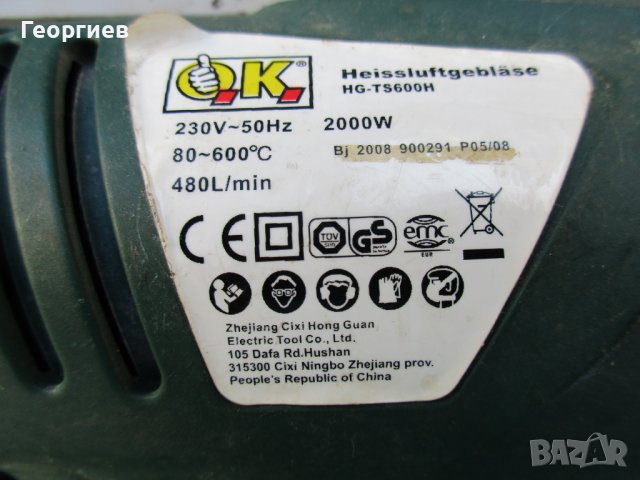 Георгиев
O.K.®
Heissluftgebläse
HG-TS600H
230V~50Hz 2000W
80~600℃
Bj 2008 900291 P05/08
480L/min
CE TÜV SÜD GS emc EUR
Zhejiang Cixi Hong Guan
Electric Tool Co., Ltd.
105 Dafa Rd.Hushan
315300 Cixi Ningbo Zhejiang prov.
People's Republic of China
BAZAR